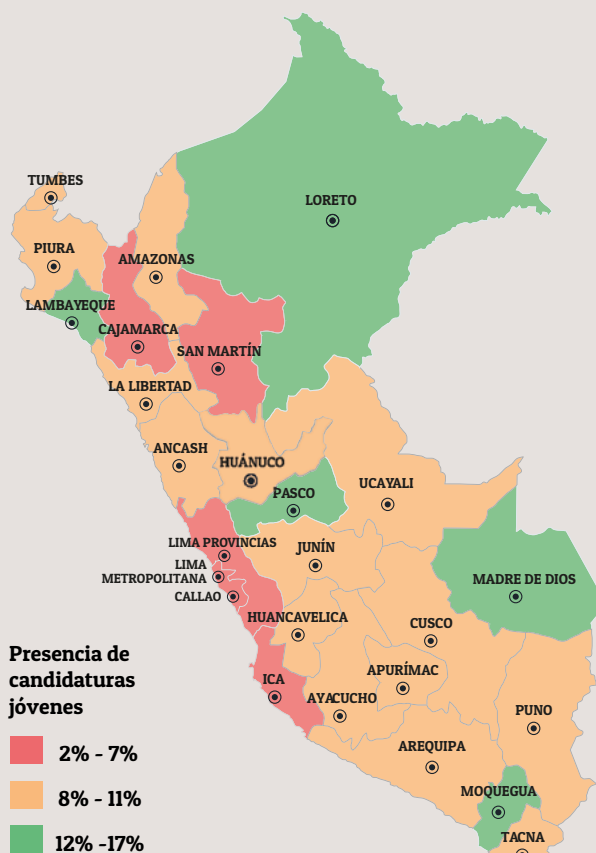 TUMBES
LORETO
PIURA
AMAZONAS
LAMBAYEQUE
CAJAMARCA
SAN MARTÍN
LA LIBERTAD
ANCASH
HUÁNUCO
UCAYALI
PASCO
LIMA PROVINCIAS
JUNÍN
LIMA
METROPOLITANA
MADRE DE DIOS
CALLAO
HUANCAVELICA
CUSCO
Presencia de
candidaturas
jóvenes
ICA
APURÍMAC
AYACUCHO
PUNO
AREQUIPA
2% - 7%
MOQUEGUA
8% - 11%
TACNA
12% -17%